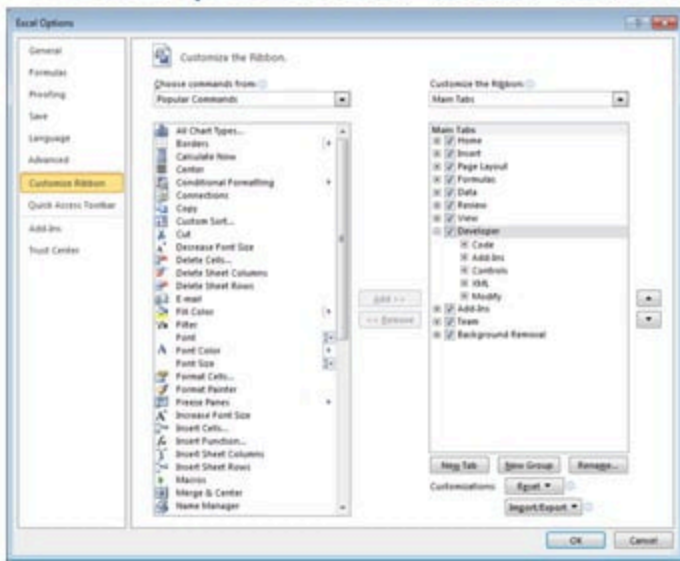 Excel Options
General
Formulas
Proofing
Save
Language
Advanced
Customize Ribbon
Quick Access Toolbar
Add-Ins
Trust Center
Customize the Ribbon.
Choose commands from:
Popular Commands
All Chart Types...
Borders
Calculate Now
Center
Conditional Formatting
Connections
Copy
Custom Sort...
Cut
Decrease Font Size
Delete Cells...
Delete Sheet Columns
Delete Sheet Rows
E-mail
Fill Color
Filter
Font
Font Color
Font Size
Format Cells...
Format Painter
Freeze Panes
Increase Font Size
Insert Cells...
Insert Function...
Insert Sheet Columns
Insert Sheet Rows
Macros
Merge & Center
Name Manager
Add >>
<< Remove
Customize the Ribbon:
Main Tabs
Main Tabs
Home
Insert
Page Layout
Formulas
Data
Review
View
Developer
Code
Add-Ins
Controls
XML
Modify
Add-Ins
Team
Background Removal
New Tab
New Group
Rename...
Customizations:
Reset
Import/Export
OK
Cancel